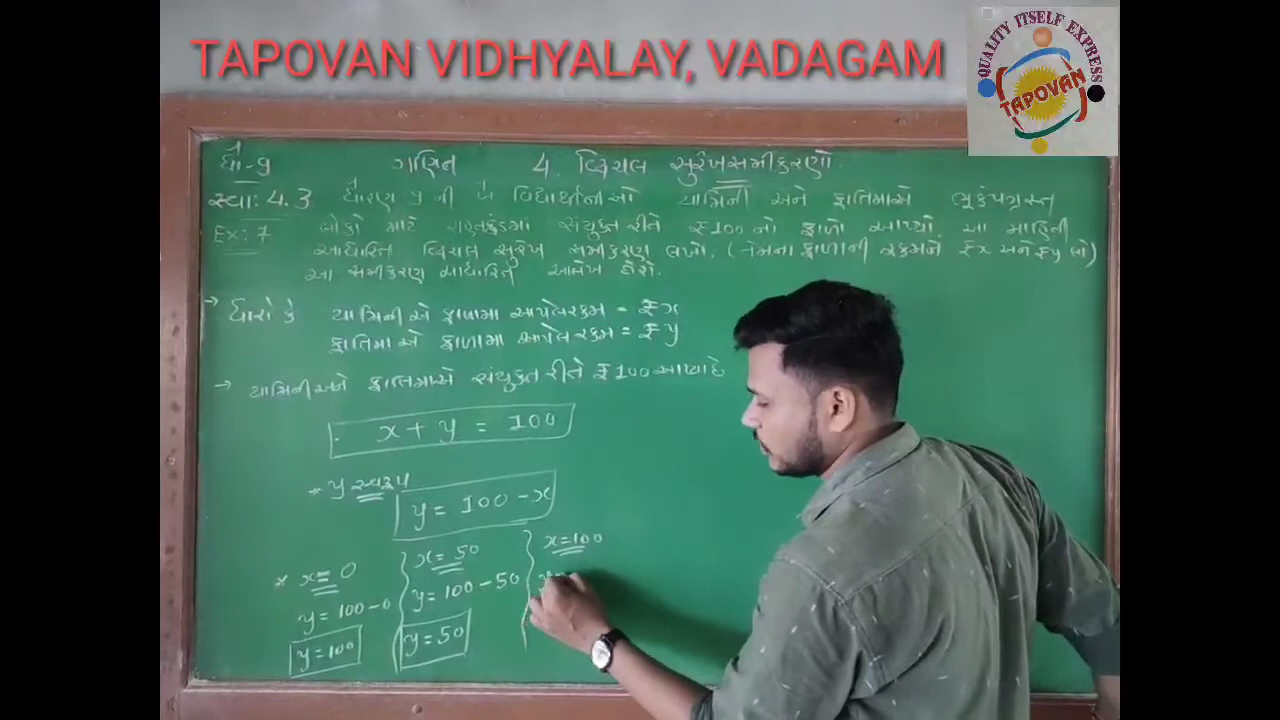 TAPOVAN VIDHYALAY, VADAGAM
QUALITY ITSELF EXPRESS
TAPOVAN
ધો-9 ગણિત 4. દ્વિચલ સુરેખ સમીકરણો
સ્વા: 4.3 ધોરણ 9 ની બે વિદ્યાર્થીનીઓ યામિની અને ફાતિમાએ ભૂકંપગ્રસ્ત
Ex: 7 લોકો માટે રાહતફંડમાં સંયુક્ત રીતે ₹100 નો ફાળો આપ્યો. આ માહિતી
આધારિત દ્વિચલ સુરેખ સમીકરણ લખો. (તેમના ફાળાની રકમને ₹x અને ₹y લો)
આ સમીકરણ આધારિત આલેખ દોરો.
→ ધારો કે યામિનીએ ફાળામા આપેલ રકમ = ₹x
ફાતિમાએ ફાળામા આપેલ રકમ = ₹y
→ યામિની અને ફાતિમાએ સંયુક્ત રીતે ₹100 આપ્યા છે
x + y = 100
* y સ્વરૂપ
y = 100 - x
* x = 0 x = 50 x = 100
y = 100 - 0 y = 100 - 50
y = 100 y = 50